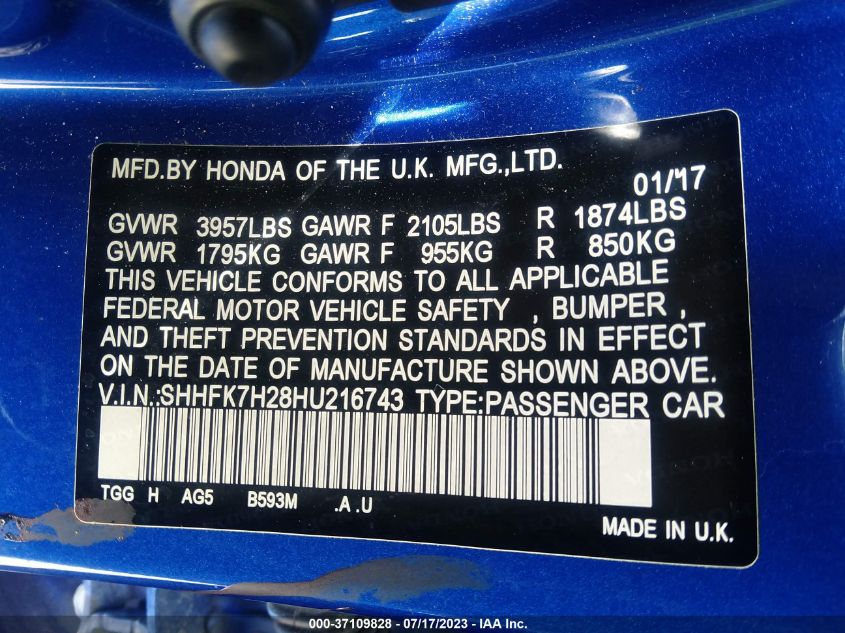 MFD.BY HONDA OF THE U.K. MFG.,LTD. 01/17
GVWR 3957LBS GAWR F 2105LBS R 1874LBS
GVWR 1795KG GAWR F 955KG R 850KG
THIS VEHICLE CONFORMS TO ALL APPLICABLE
FEDERAL MOTOR VEHICLE SAFETY , BUMPER ,
AND THEFT PREVENTION STANDARDS IN EFFECT
ON THE DATE OF MANUFACTURE SHOWN ABOVE.
V.I.N.:SHHFK7H28HU216743 TYPE:PASSENGER CAR
TGG H AG5 B593M .A .U
MADE IN U.K.
000-37109828 - 07/17/2023 - IAA Inc.